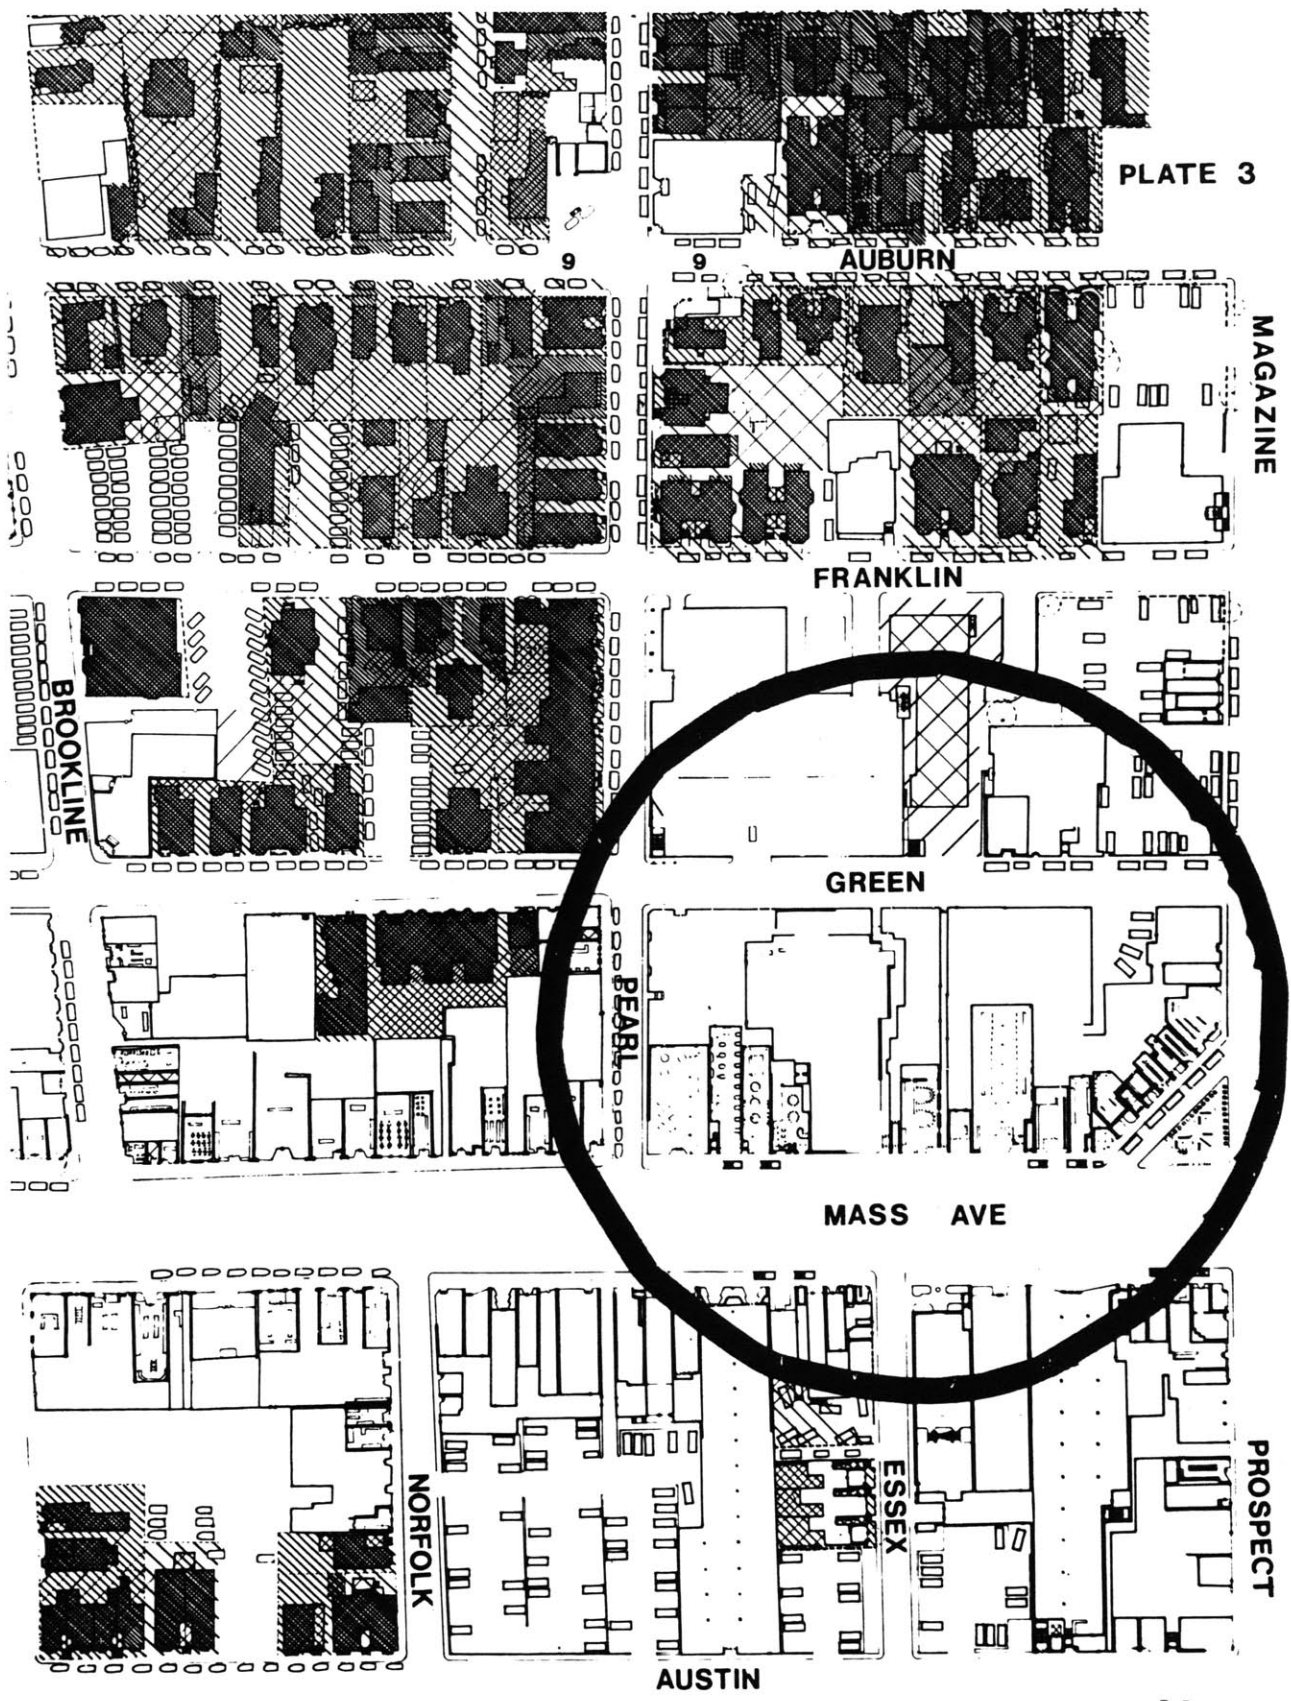 PLATE 3
9
9
AUBURN
MAGAZINE
FRANKLIN
BROOKLINE
GREEN
PEARL
MASS AVE
NORFOLK
ESSEX
PROSPECT
AUSTIN